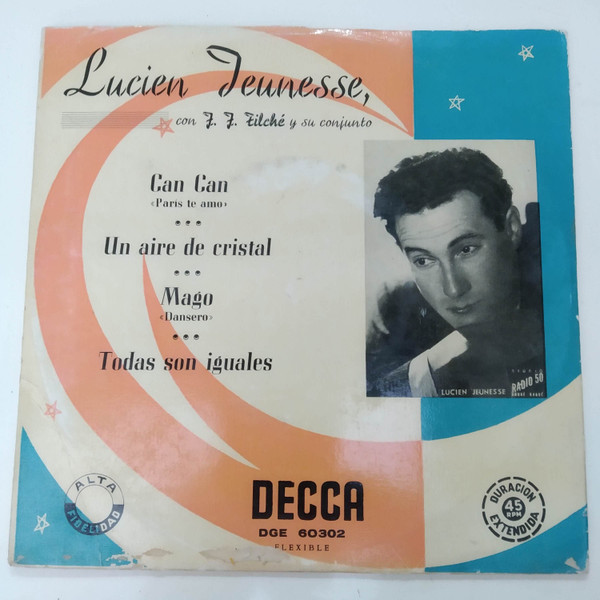 Lucien Jeunesse,
con J. J. Tilché y su conjunto
Can Can
«Paris te amo»
Un aire de cristal
Mago
«Dansero»
Todas son iguales
LUCIEN JEUNESSE
RADIO 50
ALTA
FIDELIDAD
DECCA
DGE 60302
FLEXIBLE
DURACION
45
RPM
EXTENDIDA